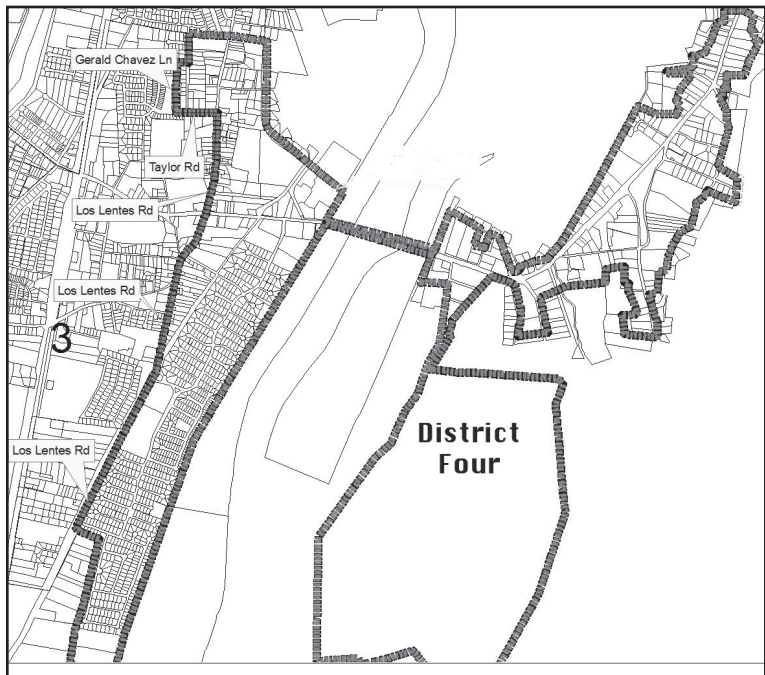 Gerald Chavez Ln
Taylor Rd
Los Lentes Rd
Los Lentes Rd
3
District
Four
Los Lentes Rd